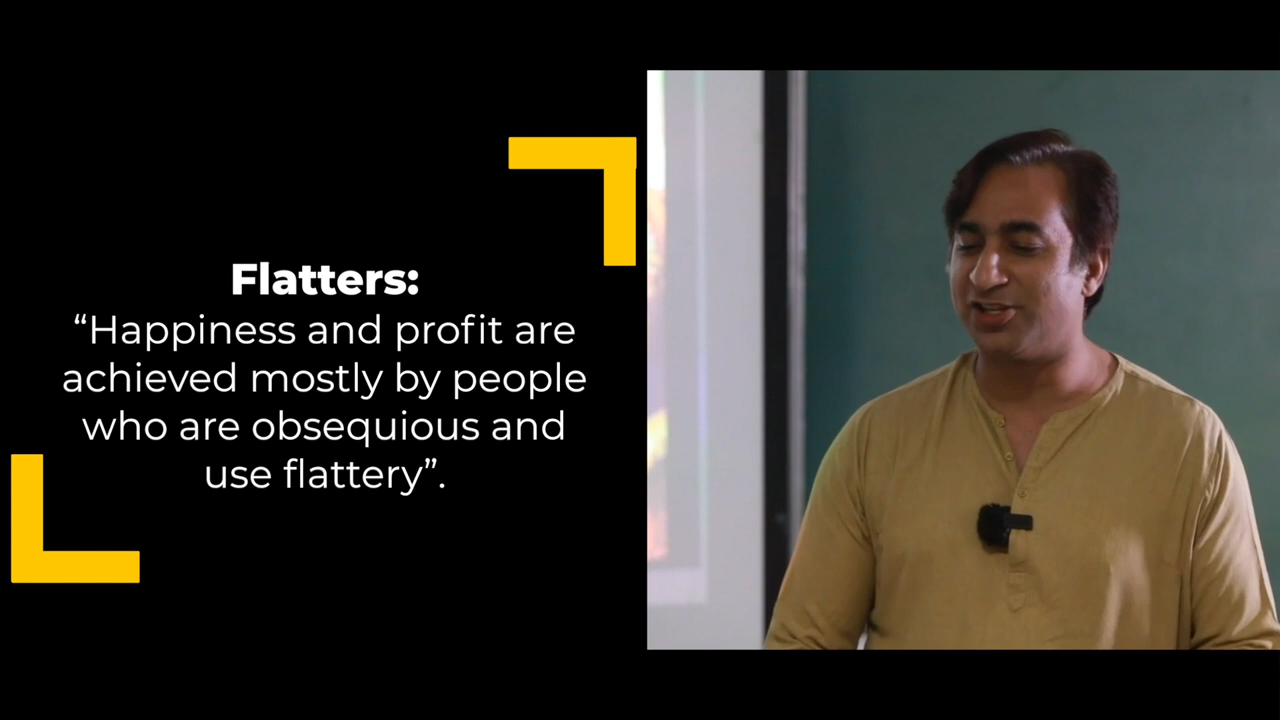 Flatters:
“Happiness and profit are
achieved mostly by people
who are obsequious and
use flattery”.